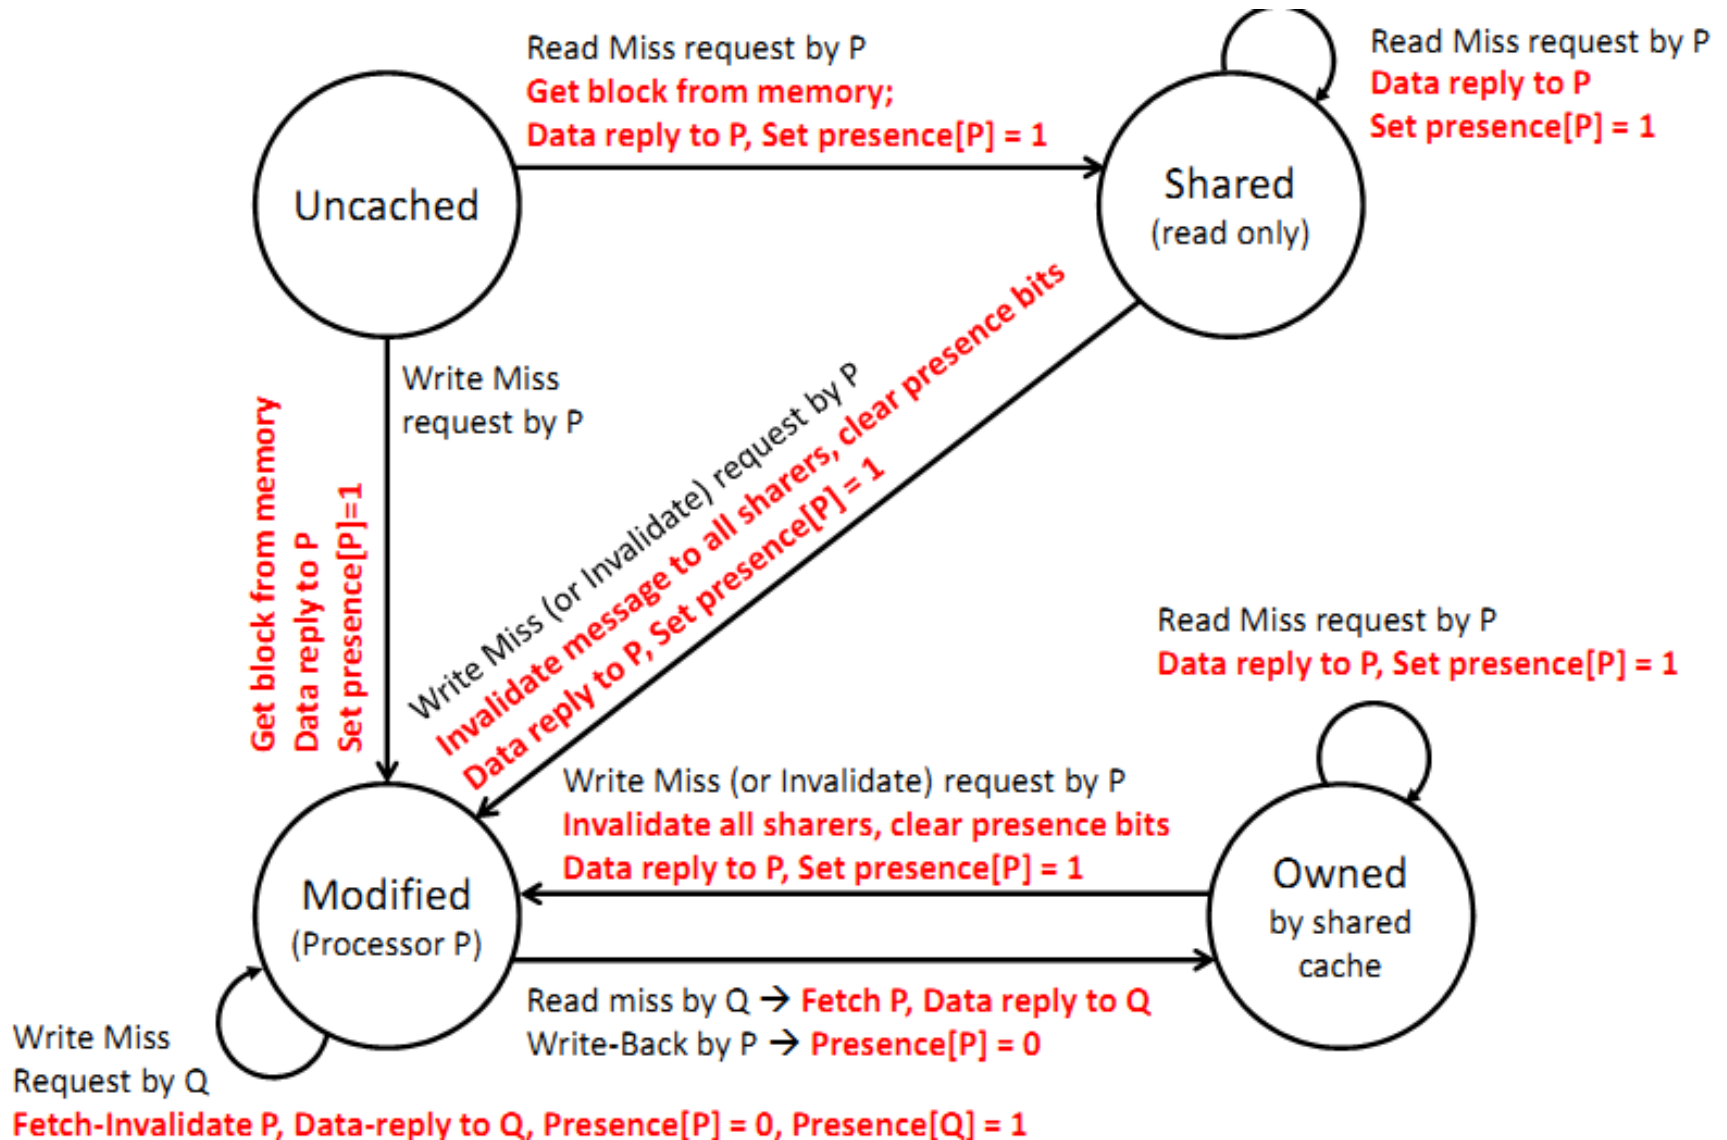 Read Miss request by P
Get block from memory;
Data reply to P, Set presence[P] = 1
Read Miss request by P
Data reply to P
Set presence[P] = 1
Uncached
Shared
(read only)
Write Miss
request by P
Get block from memory
Data reply to P
Set presence[P]=1
Write Miss (or Invalidate) request by P
Invalidate message to all sharers, clear presence bits
Data reply to P, Set presence[P] = 1
Read Miss request by P
Data reply to P, Set presence[P] = 1
Write Miss (or Invalidate) request by P
Invalidate all sharers, clear presence bits
Data reply to P, Set presence[P] = 1
Modified
(Processor P)
Owned
by shared
cache
Read miss by Q → Fetch P, Data reply to Q
Write-Back by P → Presence[P] = 0
Write Miss
Request by Q
Fetch-Invalidate P, Data-reply to Q, Presence[P] = 0, Presence[Q] = 1